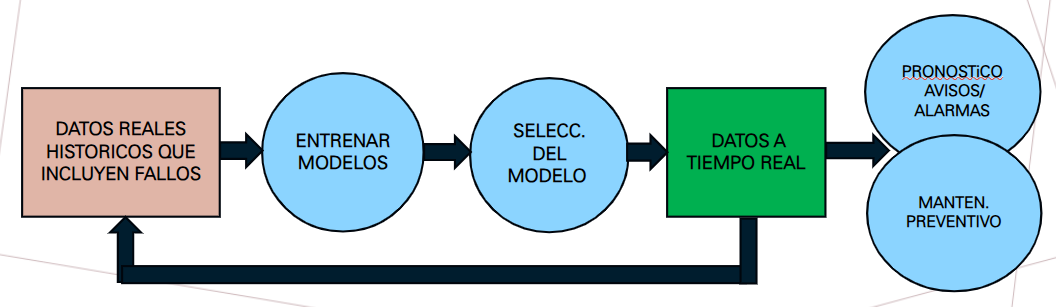 DATOS REALES
HISTORICOS QUE
INCLUYEN FALLOS
ENTRENAR
MODELOS
SELECC.
DEL
MODELO
DATOS A
TIEMPO REAL
PRONOSTiCO
AVISOS/
ALARMAS
MANTEN.
PREVENTIVO